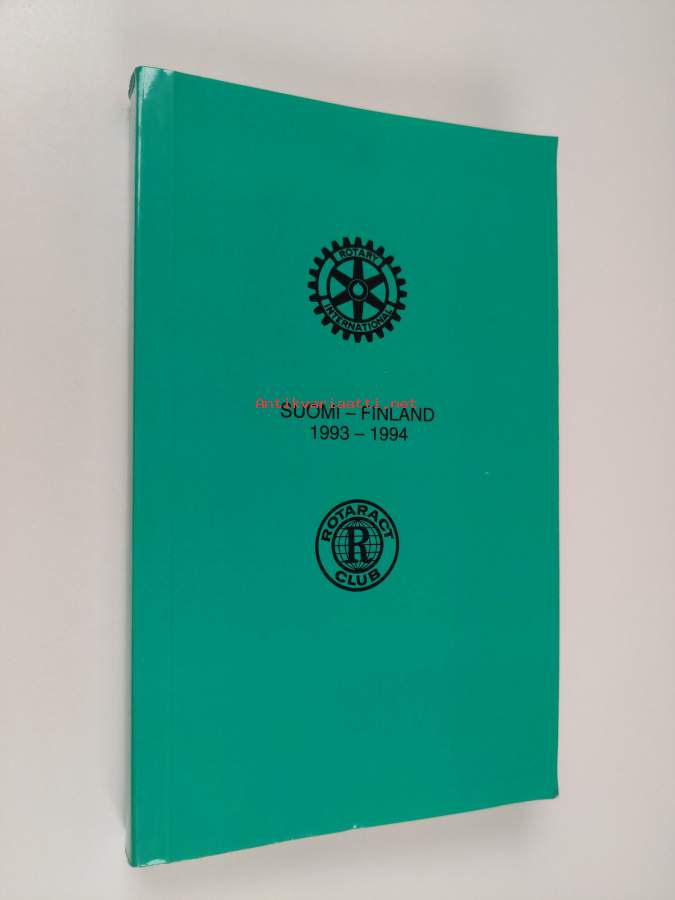 ROTARY
INTERNATIONAL
Antikvariaatti.net
SUOMI – FINLAND
1993 – 1994
ROTARACT
R
CLUB